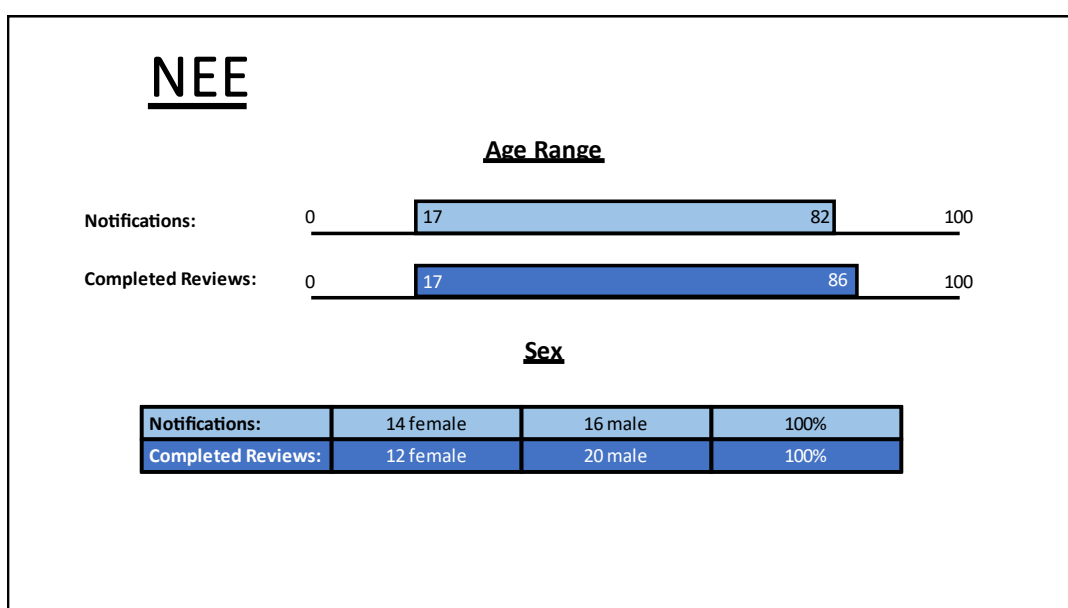 NEE
Age Range
Notifications: 0 17 82 100
Completed Reviews: 0 17 86 100
Sex
Notifications: 14 female 16 male 100%
Completed Reviews: 12 female 20 male 100%